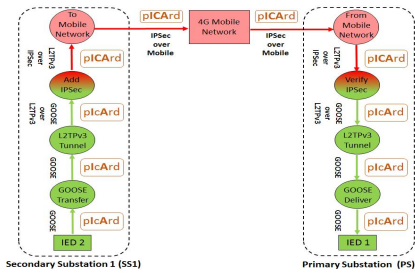 To
Mobile
Network
pICArd
IPSec
over
Mobile
4G Mobile
Network
pICArd
IPSec
over
Mobile
From
Mobile
Network
L2TPv3
over
IPSec
pICArd
Add
IPSec
GOOSE
over
L2TPv3
pIcArd
L2TPv3
Tunnel
GOOSE
pIcArd
GOOSE
Transfer
GOOSE
pIcArd
IED 2
Secondary Substation 1 (SS1)
L2TPv3
over
IPSec
pICArd
Verify
IPSec
GOOSE
over
L2TPv3
pIcArd
L2TPv3
Tunnel
GOOSE
pIcArd
GOOSE
Deliver
GOOSE
pIcArd
IED 1
Primary Substation (PS)